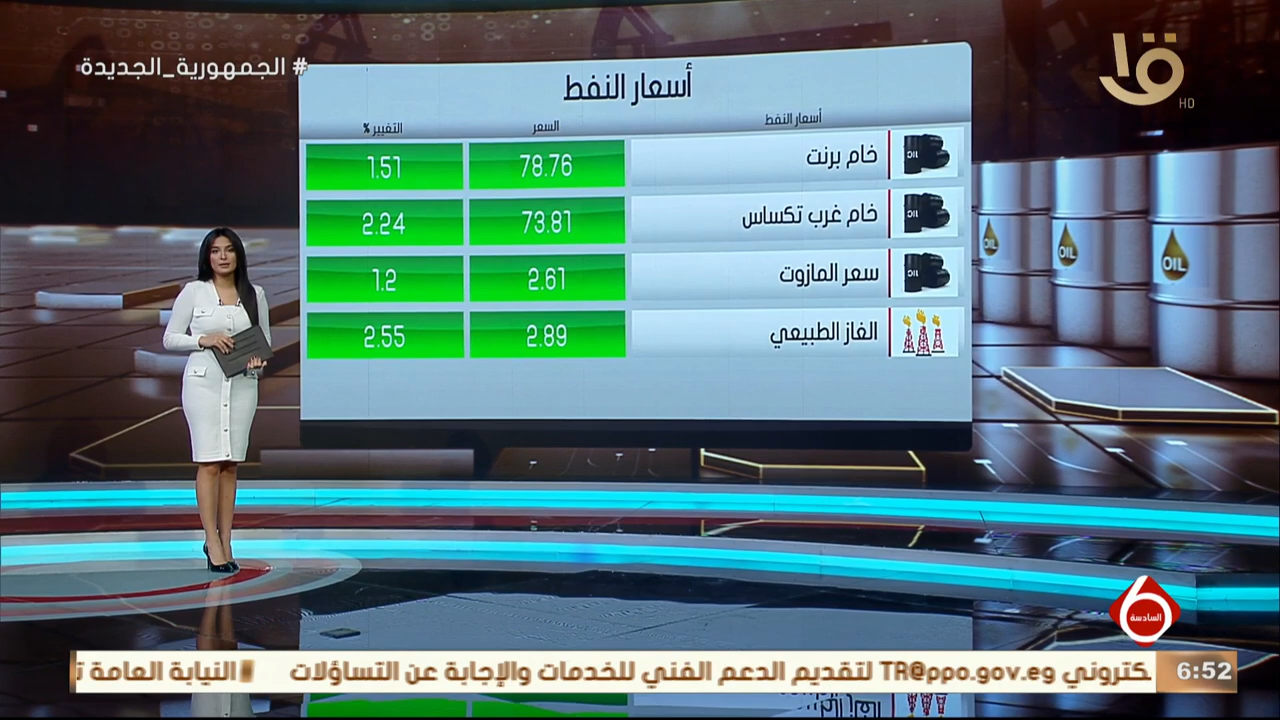 #الجمهورية_الجديدة
HD
أسعار النفط
أسعار النفط السعر التغيير %
خام برنت 78.76 1.51
خام غرب تكساس 73.81 2.24
سعر المازوت 2.61 1.2
الغاز الطبيعي 2.89 2.55
OIL
OIL
OIL
6
السادسة
6:52
كتروني TR@ppo.gov.eg لتقديم الدعم الفني للخدمات والإجابة عن التساؤلات
النيابة العامة